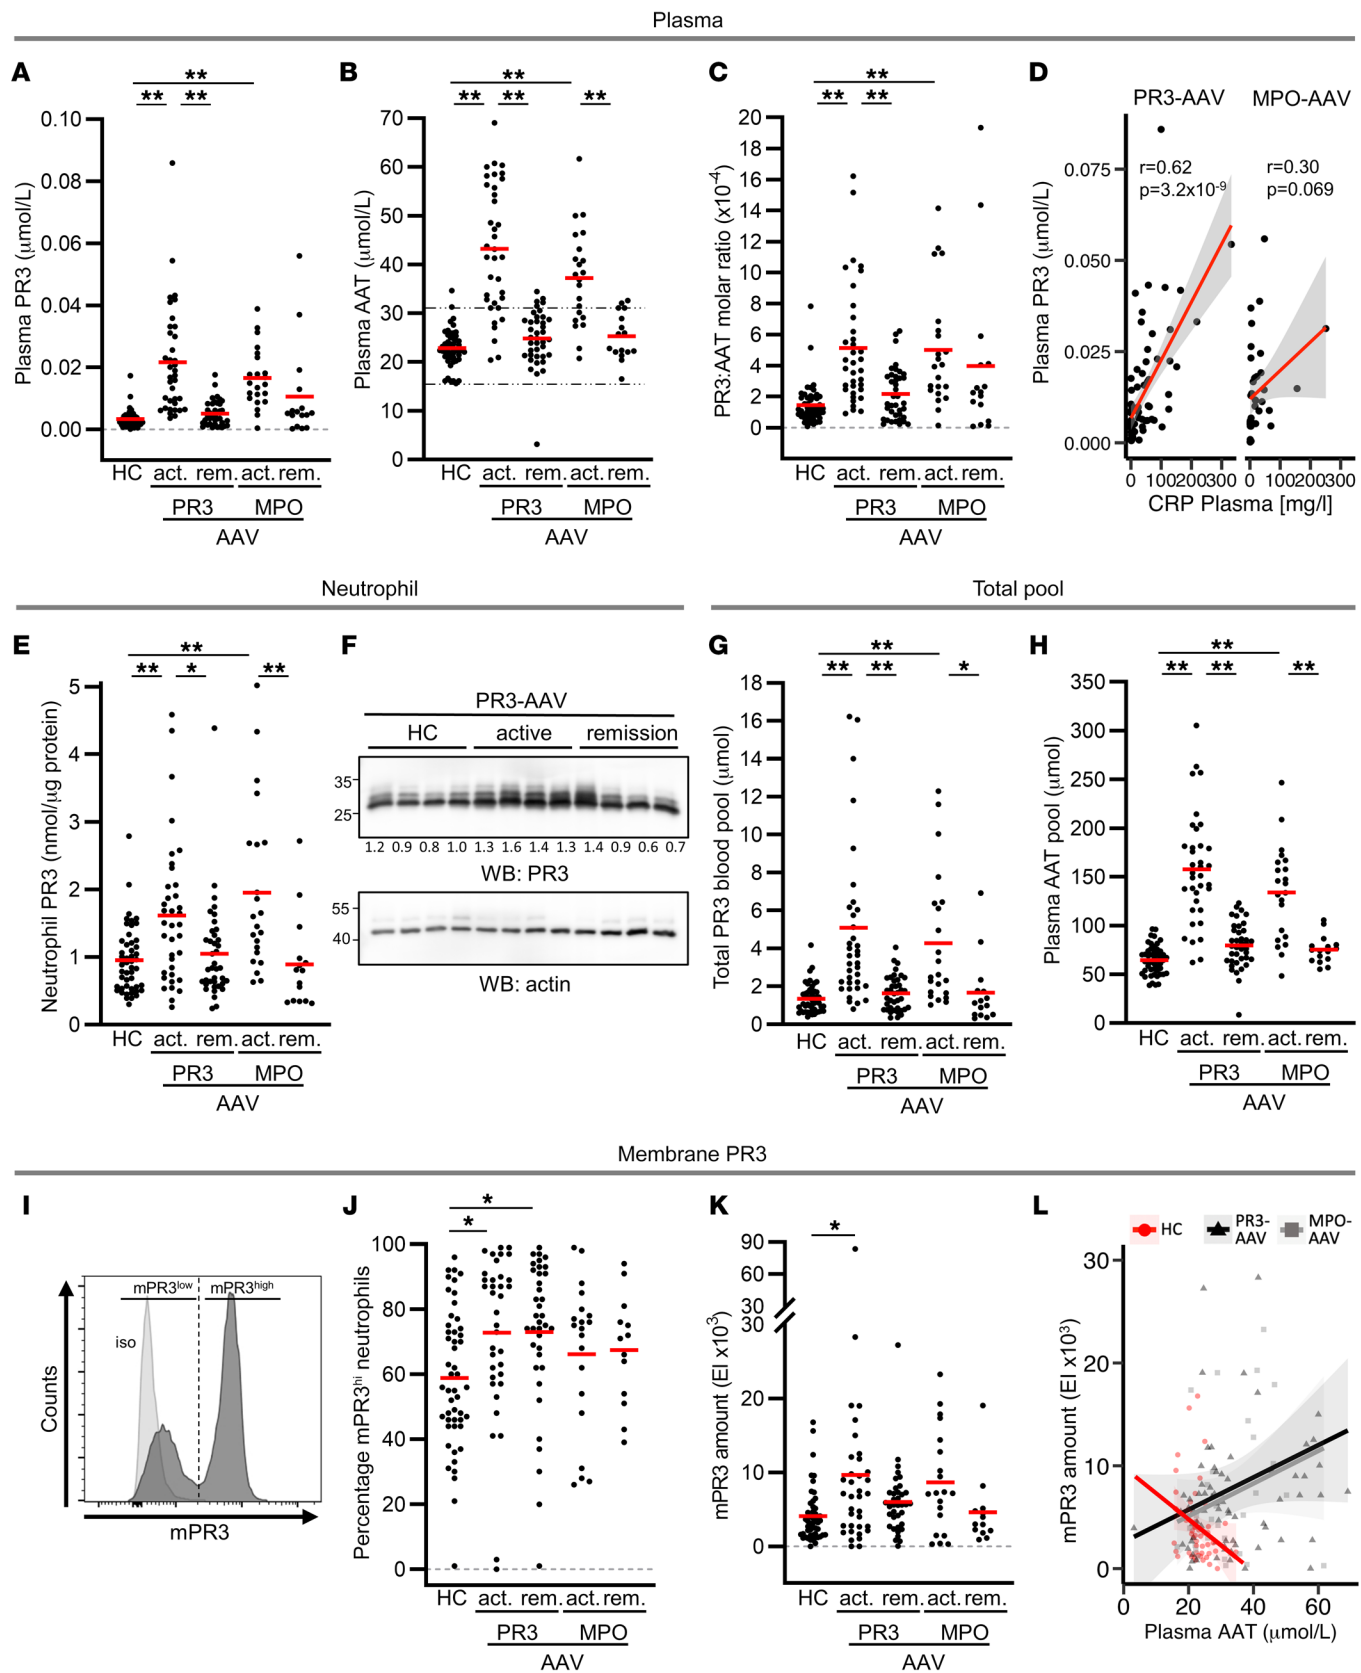 Plasma
A
B
C
D
Plasma PR3 (µmol/L)
0.10
0.08
0.06
0.04
0.02
0.00
** ** **
HC act. rem. act. rem.
PR3 MPO
AAV
Plasma AAT (µmol/L)
70
60
50
40
30
20
10
0
** ** ** **
HC act. rem. act. rem.
PR3 MPO
AAV
PR3:AAT molar ratio (x10-4)
20
18
16
14
12
10
8
6
4
2
0
** ** **
HC act. rem. act. rem.
PR3 MPO
AAV
PR3-AAV MPO-AAV
r=0.62 r=0.30
p=3.2x10-9 p=0.069
Plasma PR3 (µmol/L)
0.075
0.050
0.025
0.000
0 100 200 300 0 100 200 300
CRP Plasma [mg/l]
Neutrophil
Total pool
E
F
G
H
Neutrophil PR3 (nmol/µg protein)
5
4
3
2
1
0
** ** * **
HC act. rem. act. rem.
PR3 MPO
AAV
PR3-AAV
HC active remission
35
25
1.2 0.9 0.8 1.0 1.3 1.6 1.4 1.3 1.4 0.9 0.6 0.7
WB: PR3
55
40
WB: actin
Total PR3 blood pool (µmol)
18
16
14
12
10
8
6
4
2
0
** ** ** *
HC act. rem. act. rem.
PR3 MPO
AAV
Plasma AAT pool (µmol)
350
300
250
200
150
100
50
0
** ** ** **
HC act. rem. act. rem.
PR3 MPO
AAV
Membrane PR3
I
J
K
L
mPR3low mPR3high
iso
Counts
mPR3
Percentage mPR3hi neutrophils
100
80
60
40
20
0
* *
HC act. rem. act. rem.
PR3 MPO
AAV
mPR3 amount (EI x103)
90
60
30
30
20
10
0
*
HC act. rem. act. rem.
PR3 MPO
AAV
HC PR3-AAV MPO-AAV
mPR3 amount (EI x103)
30
20
10
0
0 20 40 60
Plasma AAT (µmol/L)